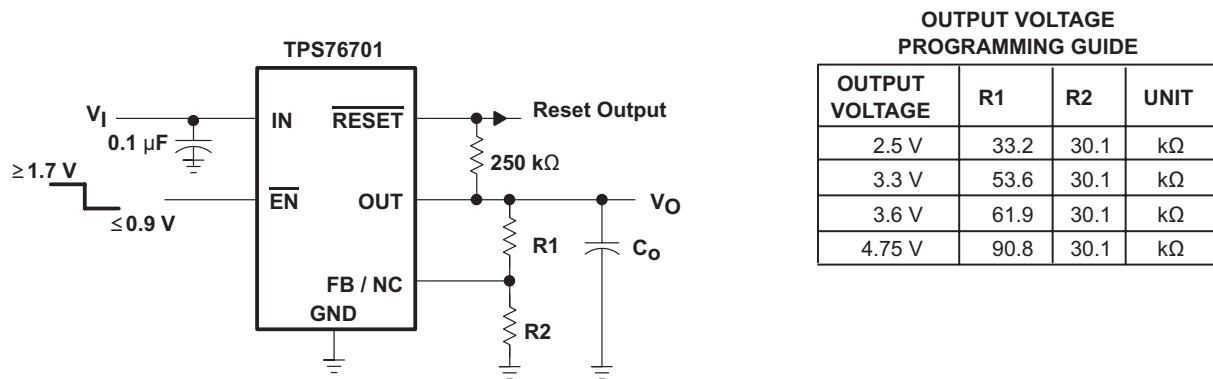 TPS76701
V_I
0.1 µF
IN
RESET
Reset Output
250 kΩ
≥ 1.7 V
≤ 0.9 V
EN
OUT
V_O
R1
C_o
FB / NC
GND
R2
OUTPUT VOLTAGE
PROGRAMMING GUIDE
OUTPUT VOLTAGE R1 R2 UNIT
2.5 V 33.2 30.1 kΩ
3.3 V 53.6 30.1 kΩ
3.6 V 61.9 30.1 kΩ
4.75 V 90.8 30.1 kΩ